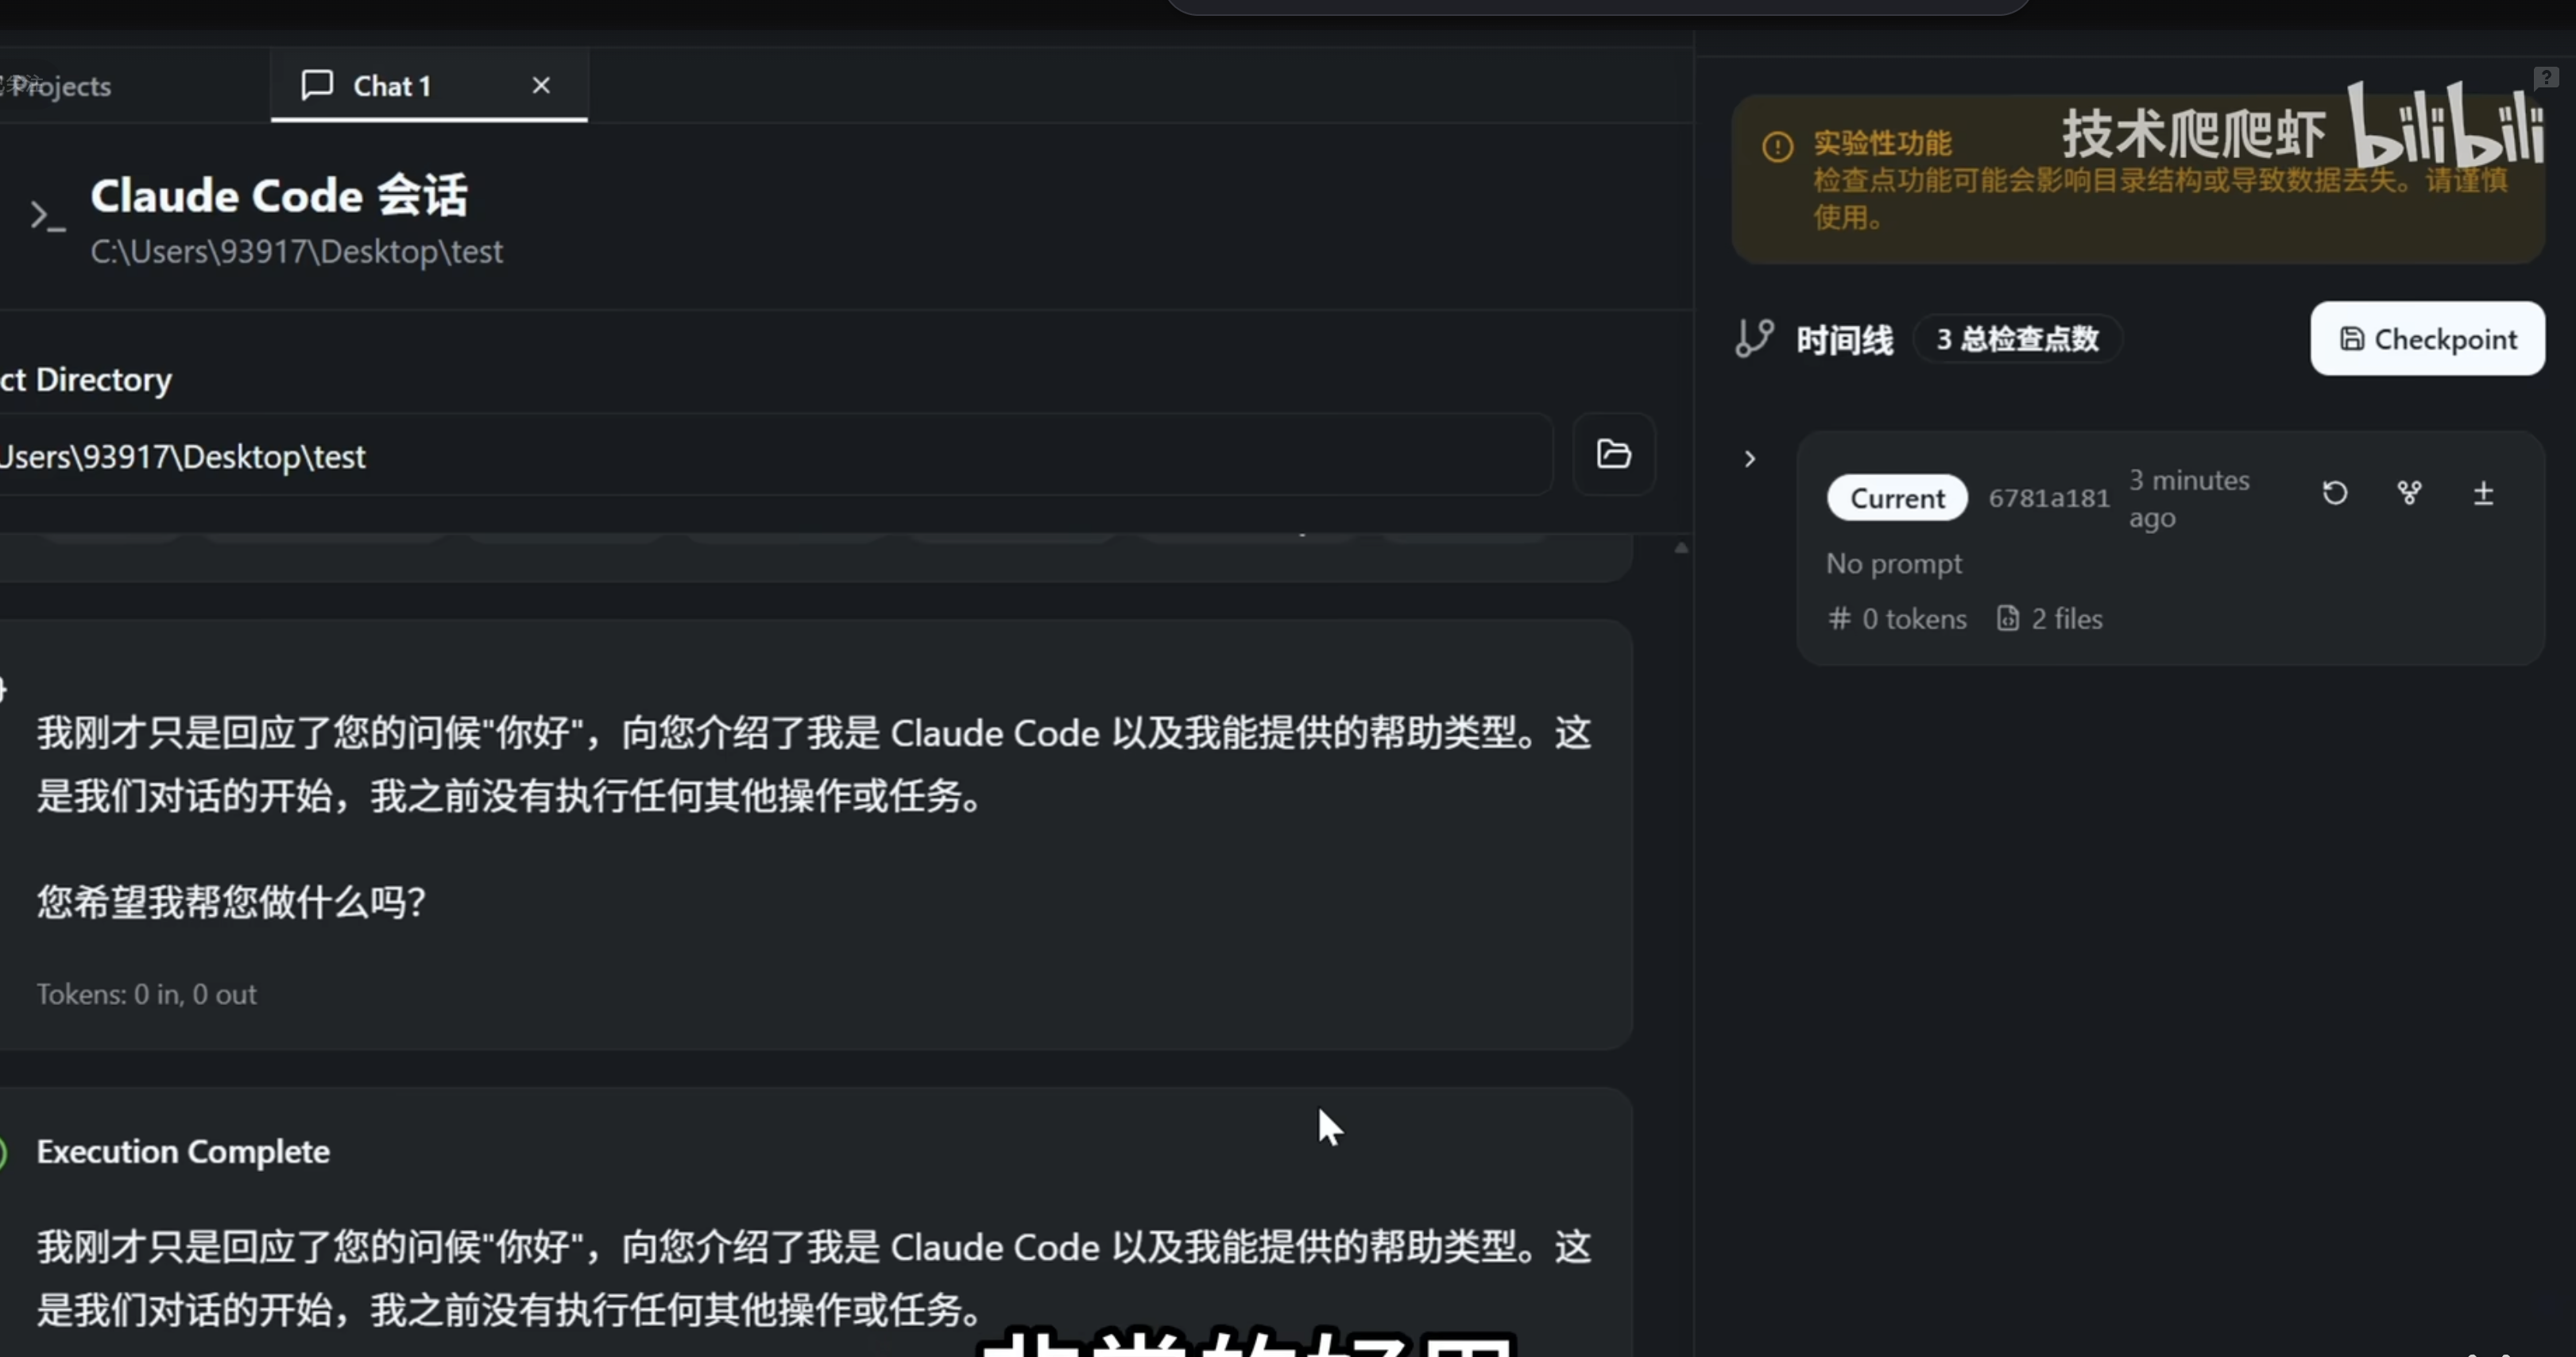 Projects
Chat 1
Claude Code 会话
C:\Users\93917\Desktop\test
ct Directory
Users\93917\Desktop\test
我刚才只是回应了您的问候"你好"，向您介绍了我是 Claude Code 以及我能提供的帮助类型。这
是我们对话的开始，我之前没有执行任何其他操作或任务。
您希望我帮您做什么吗？
Tokens: 0 in, 0 out
Execution Complete
我刚才只是回应了您的问候"你好"，向您介绍了我是 Claude Code 以及我能提供的帮助类型。这
是我们对话的开始，我之前没有执行任何其他操作或任务。
非常的好用
技术爬爬虾 bilibili
实验性功能
检查点功能可能会影响目录结构或导致数据丢失。请谨慎
使用。
时间线 3 总检查点数
Checkpoint
Current 6781a181 3 minutes
ago
No prompt
# 0 tokens 2 files